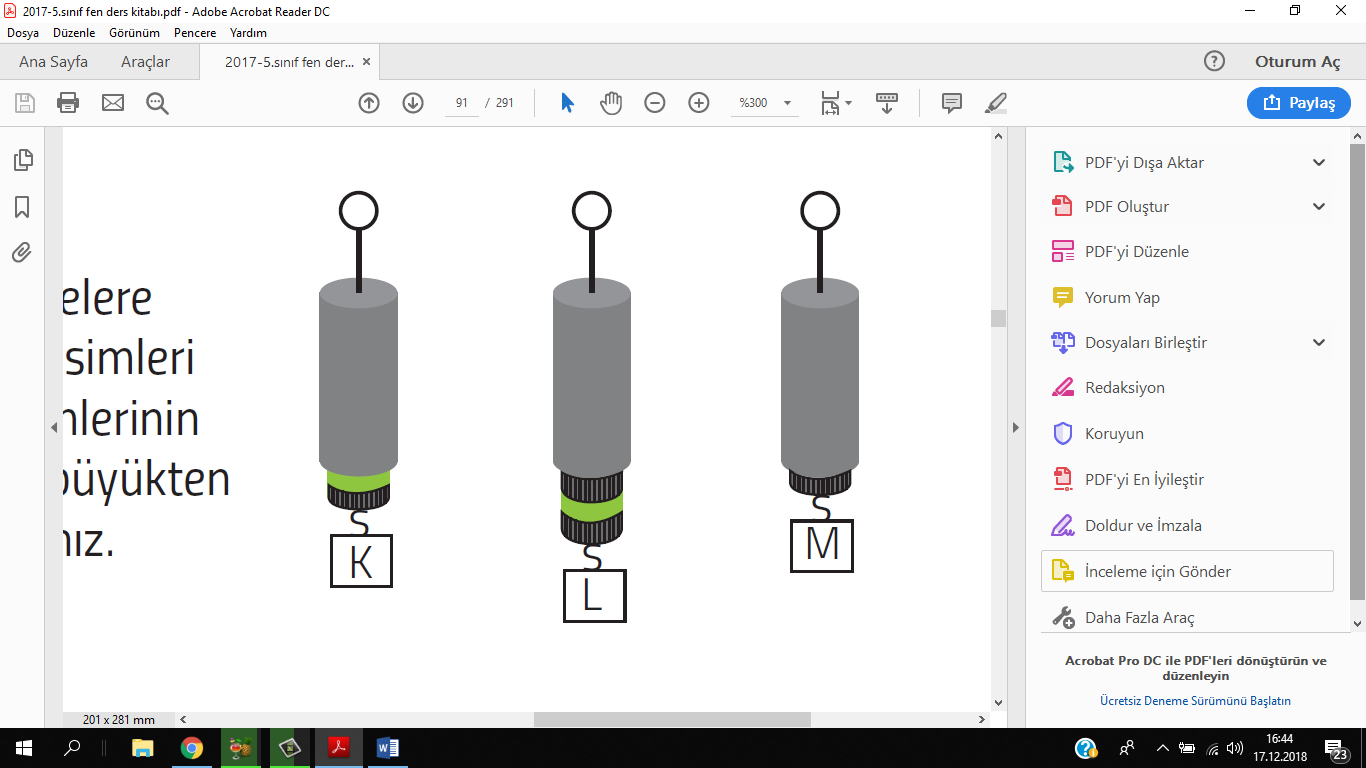 2017-5.sınıf fen ders kitabı.pdf - Adobe Acrobat Reader DC
Dosya Düzenle Görünüm Pencere Yardım
Ana Sayfa Araçlar 2017-5.sınıf fen der... × Oturum Aç
91 / 291 %300 Paylaş
elere
simleri
nlerinin
büyükten
nız.
S S S
K L M
PDF'yi Dışa Aktar
PDF Oluştur
PDF'yi Düzenle
Yorum Yap
Dosyaları Birleştir
Redaksiyon
Koruyun
PDF'yi En İyileştir
Doldur ve İmzala
İnceleme için Gönder
Daha Fazla Araç
Acrobat Pro DC ile PDF'leri dönüştürün ve
düzenleyin
Ücretsiz Deneme Sürümünü Başlatın
201 x 281 mm
16:44
17.12.2018
23